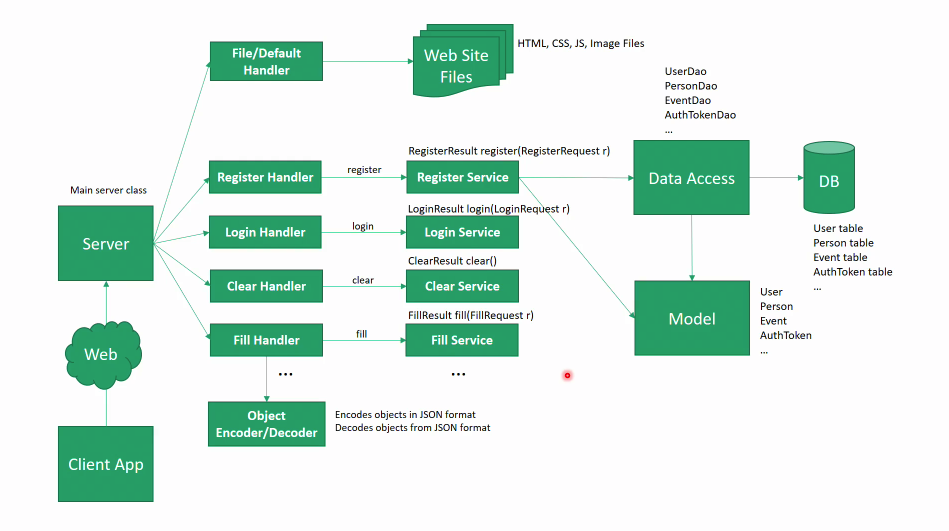 File/Default
Handler
Web Site
Files
HTML, CSS, JS, Image Files
UserDao
PersonDao
EventDao
AuthTokenDao
...
RegisterResult register(RegisterRequest r)
Register Handler
register
Register Service
Data Access
DB
Main server class
Server
LoginResult login(LoginRequest r)
Login Handler
login
Login Service
User table
Person table
Event table
AuthToken table
...
ClearResult clear()
Clear Handler
clear
Clear Service
Model
User
Person
Event
AuthToken
...
FillResult fill(FillRequest r)
Fill Handler
fill
Fill Service
Web
...
...
Object
Encoder/Decoder
Encodes objects in JSON format
Decodes objects from JSON format
Client App